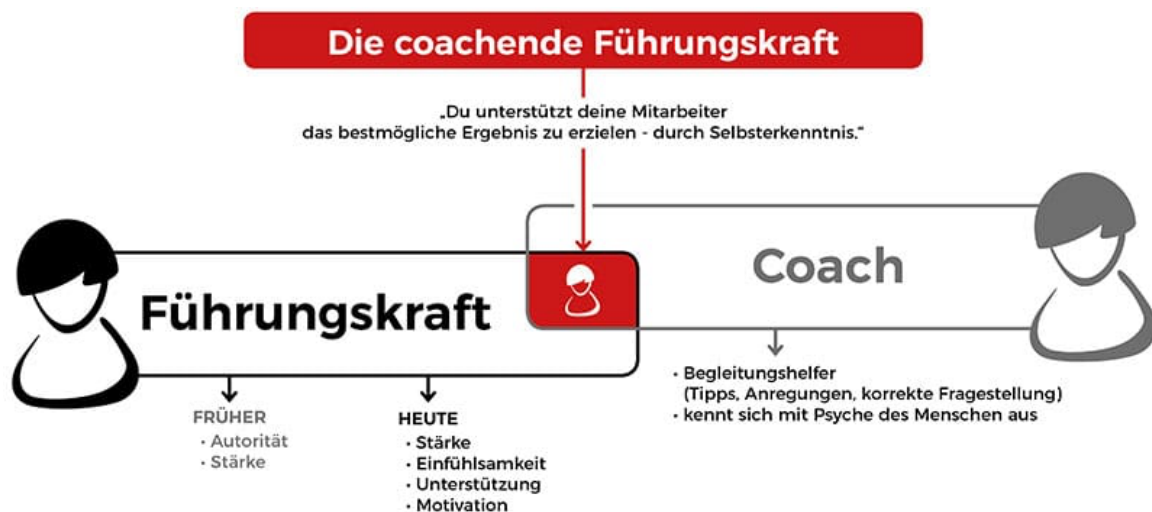 Die coachende Führungskraft
„Du unterstützt deine Mitarbeiter
das bestmögliche Ergebnis zu erzielen - durch Selbsterkenntnis.“
Führungskraft
Coach
FRÜHER
· Autorität
· Stärke
HEUTE
· Stärke
· Einfühlsamkeit
· Unterstützung
· Motivation
· Begleitungshelfer
(Tipps, Anregungen, korrekte Fragestellung)
· kennt sich mit Psyche des Menschen aus